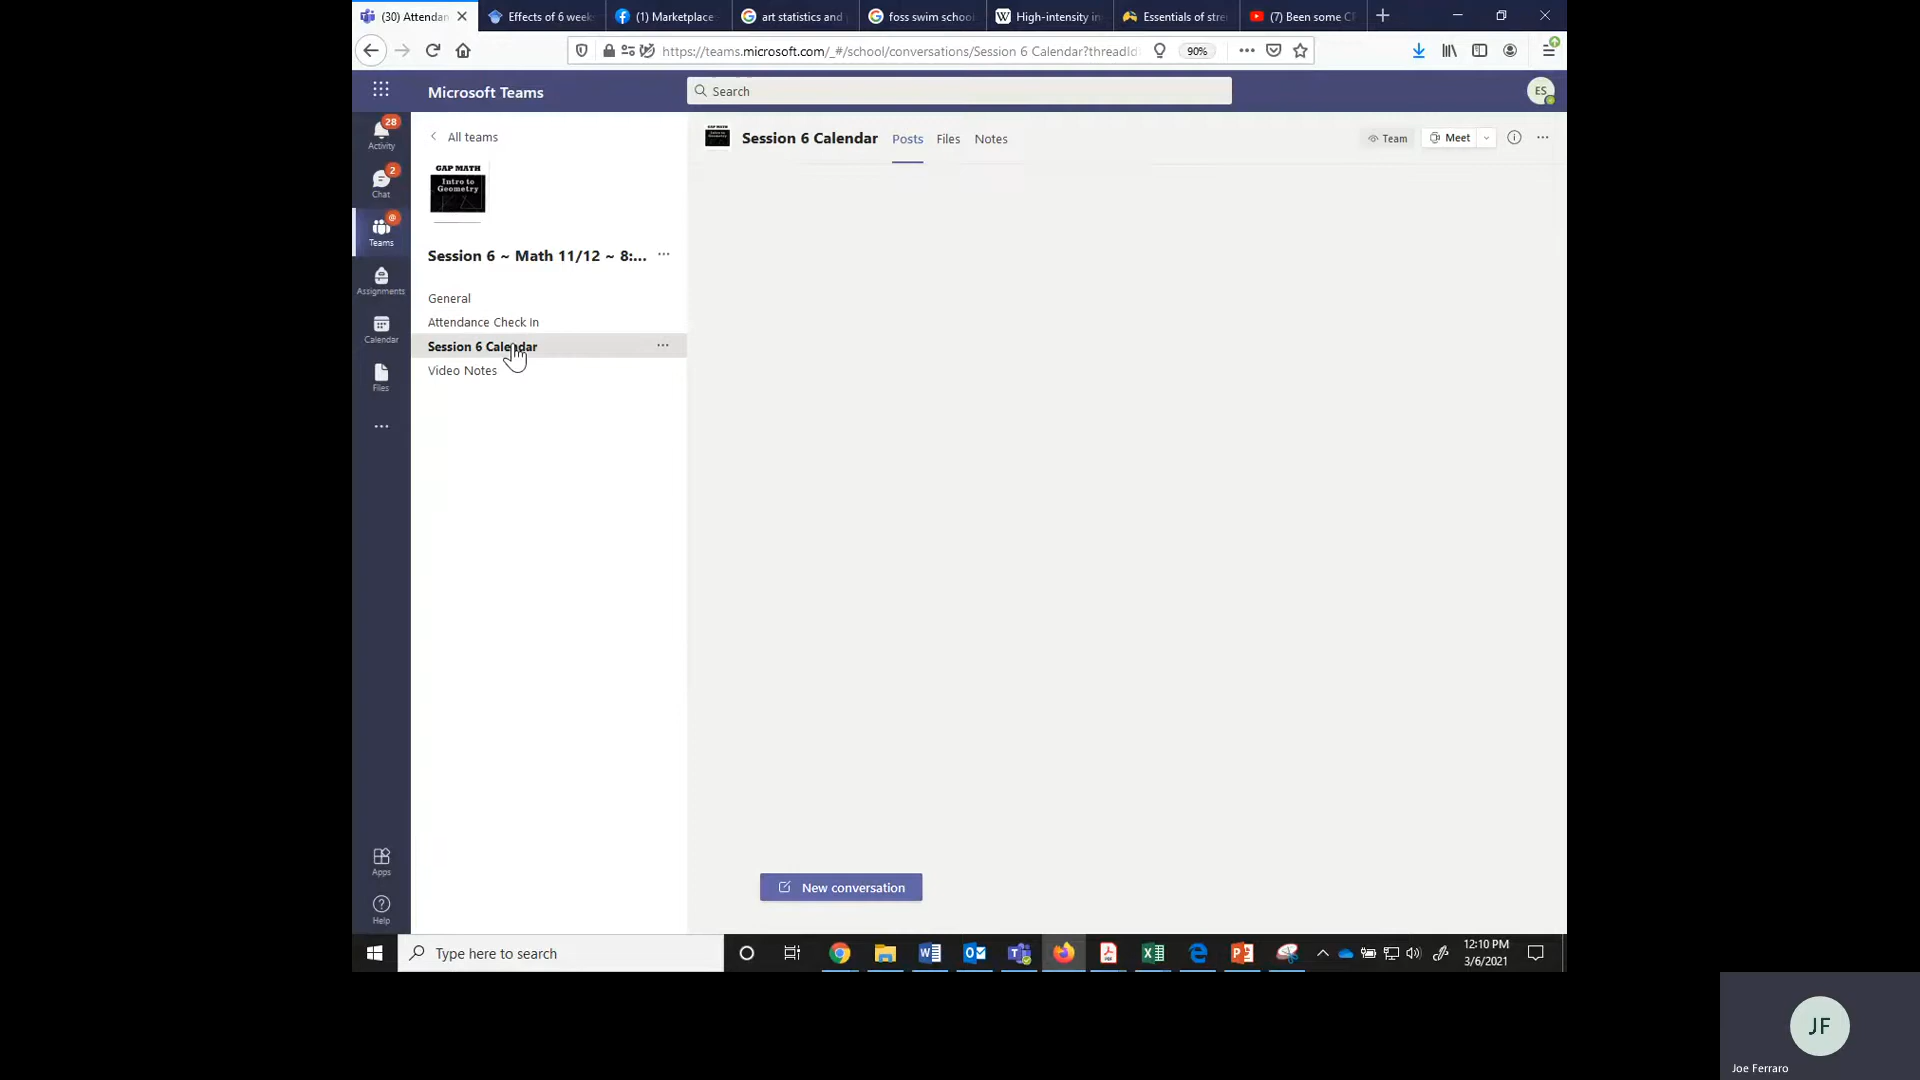 (30) Attendan
Effects of 6 week
(1) Marketplace
art statistics and
foss swim schoo
High-intensity in
Essentials of stre
(7) Been some C
https://teams.microsoft.com/_#/school/conversations/Session 6 Calendar?threadId
90%
Microsoft Teams
Search
ES
28
Activity
2
Chat
@
Teams
Assignments
Calendar
Files
Apps
Help
All teams
GAP MATH
Intro to
Geometry
Session 6 ~ Math 11/12 ~ 8:...
General
Attendance Check In
Session 6 Calendar
Video Notes
Session 6 Calendar
Posts
Files
Notes
Team
Meet
New conversation
Type here to search
12:10 PM
3/6/2021
JF
Joe Ferraro